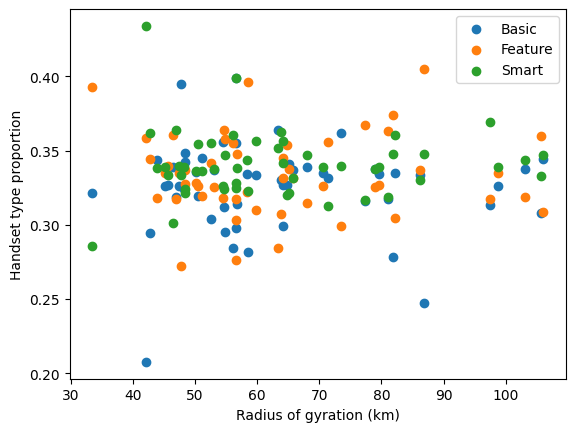 Basic
Feature
Smart
0.40
0.35
0.30
0.25
0.20
Handset type proportion
30 40 50 60 70 80 90 100
Radius of gyration (km)